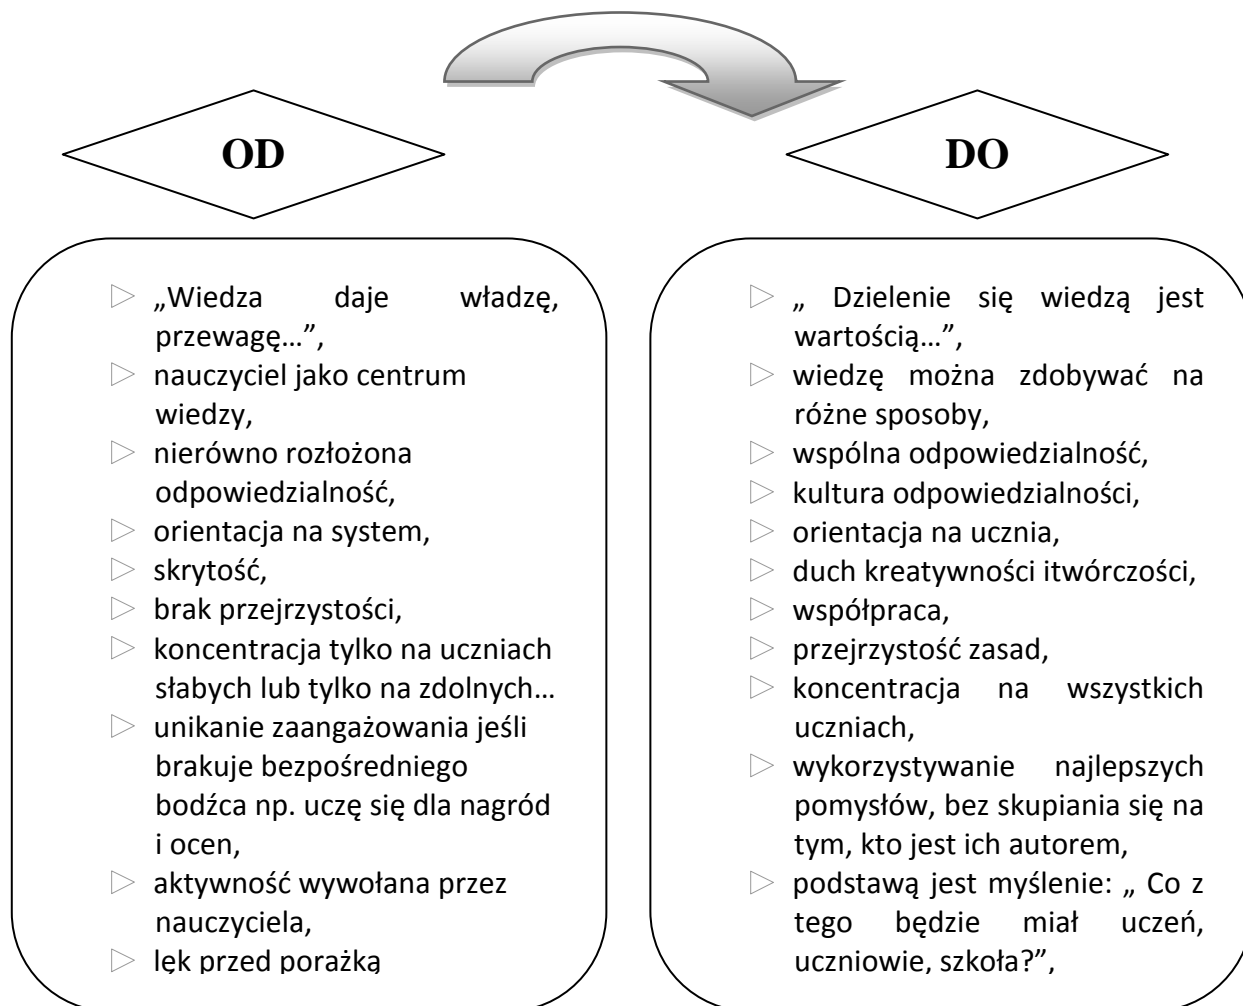 OD
„Wiedza daje władzę,
przewagę…”,
nauczyciel jako centrum
wiedzy,
nierówno rozłożona
odpowiedzialność,
orientacja na system,
skrytość,
brak przejrzystości,
koncentracja tylko na uczniach
słabych lub tylko na zdolnych…
unikanie zaangażowania jeśli
brakuje bezpośredniego
bodźca np. uczę się dla nagród
i ocen,
aktywność wywołana przez
nauczyciela,
lęk przed porażką
DO
„ Dzielenie się wiedzą jest
wartością…”,
wiedzę można zdobywać na
różne sposoby,
wspólna odpowiedzialność,
kultura odpowiedzialności,
orientacja na ucznia,
duch kreatywności itwórczości,
współpraca,
przejrzystość zasad,
koncentracja na wszystkich
uczniach,
wykorzystywanie najlepszych
pomysłów, bez skupiania się na
tym, kto jest ich autorem,
podstawą jest myślenie: „ Co z
tego będzie miał uczeń,
uczniowie, szkoła?”,